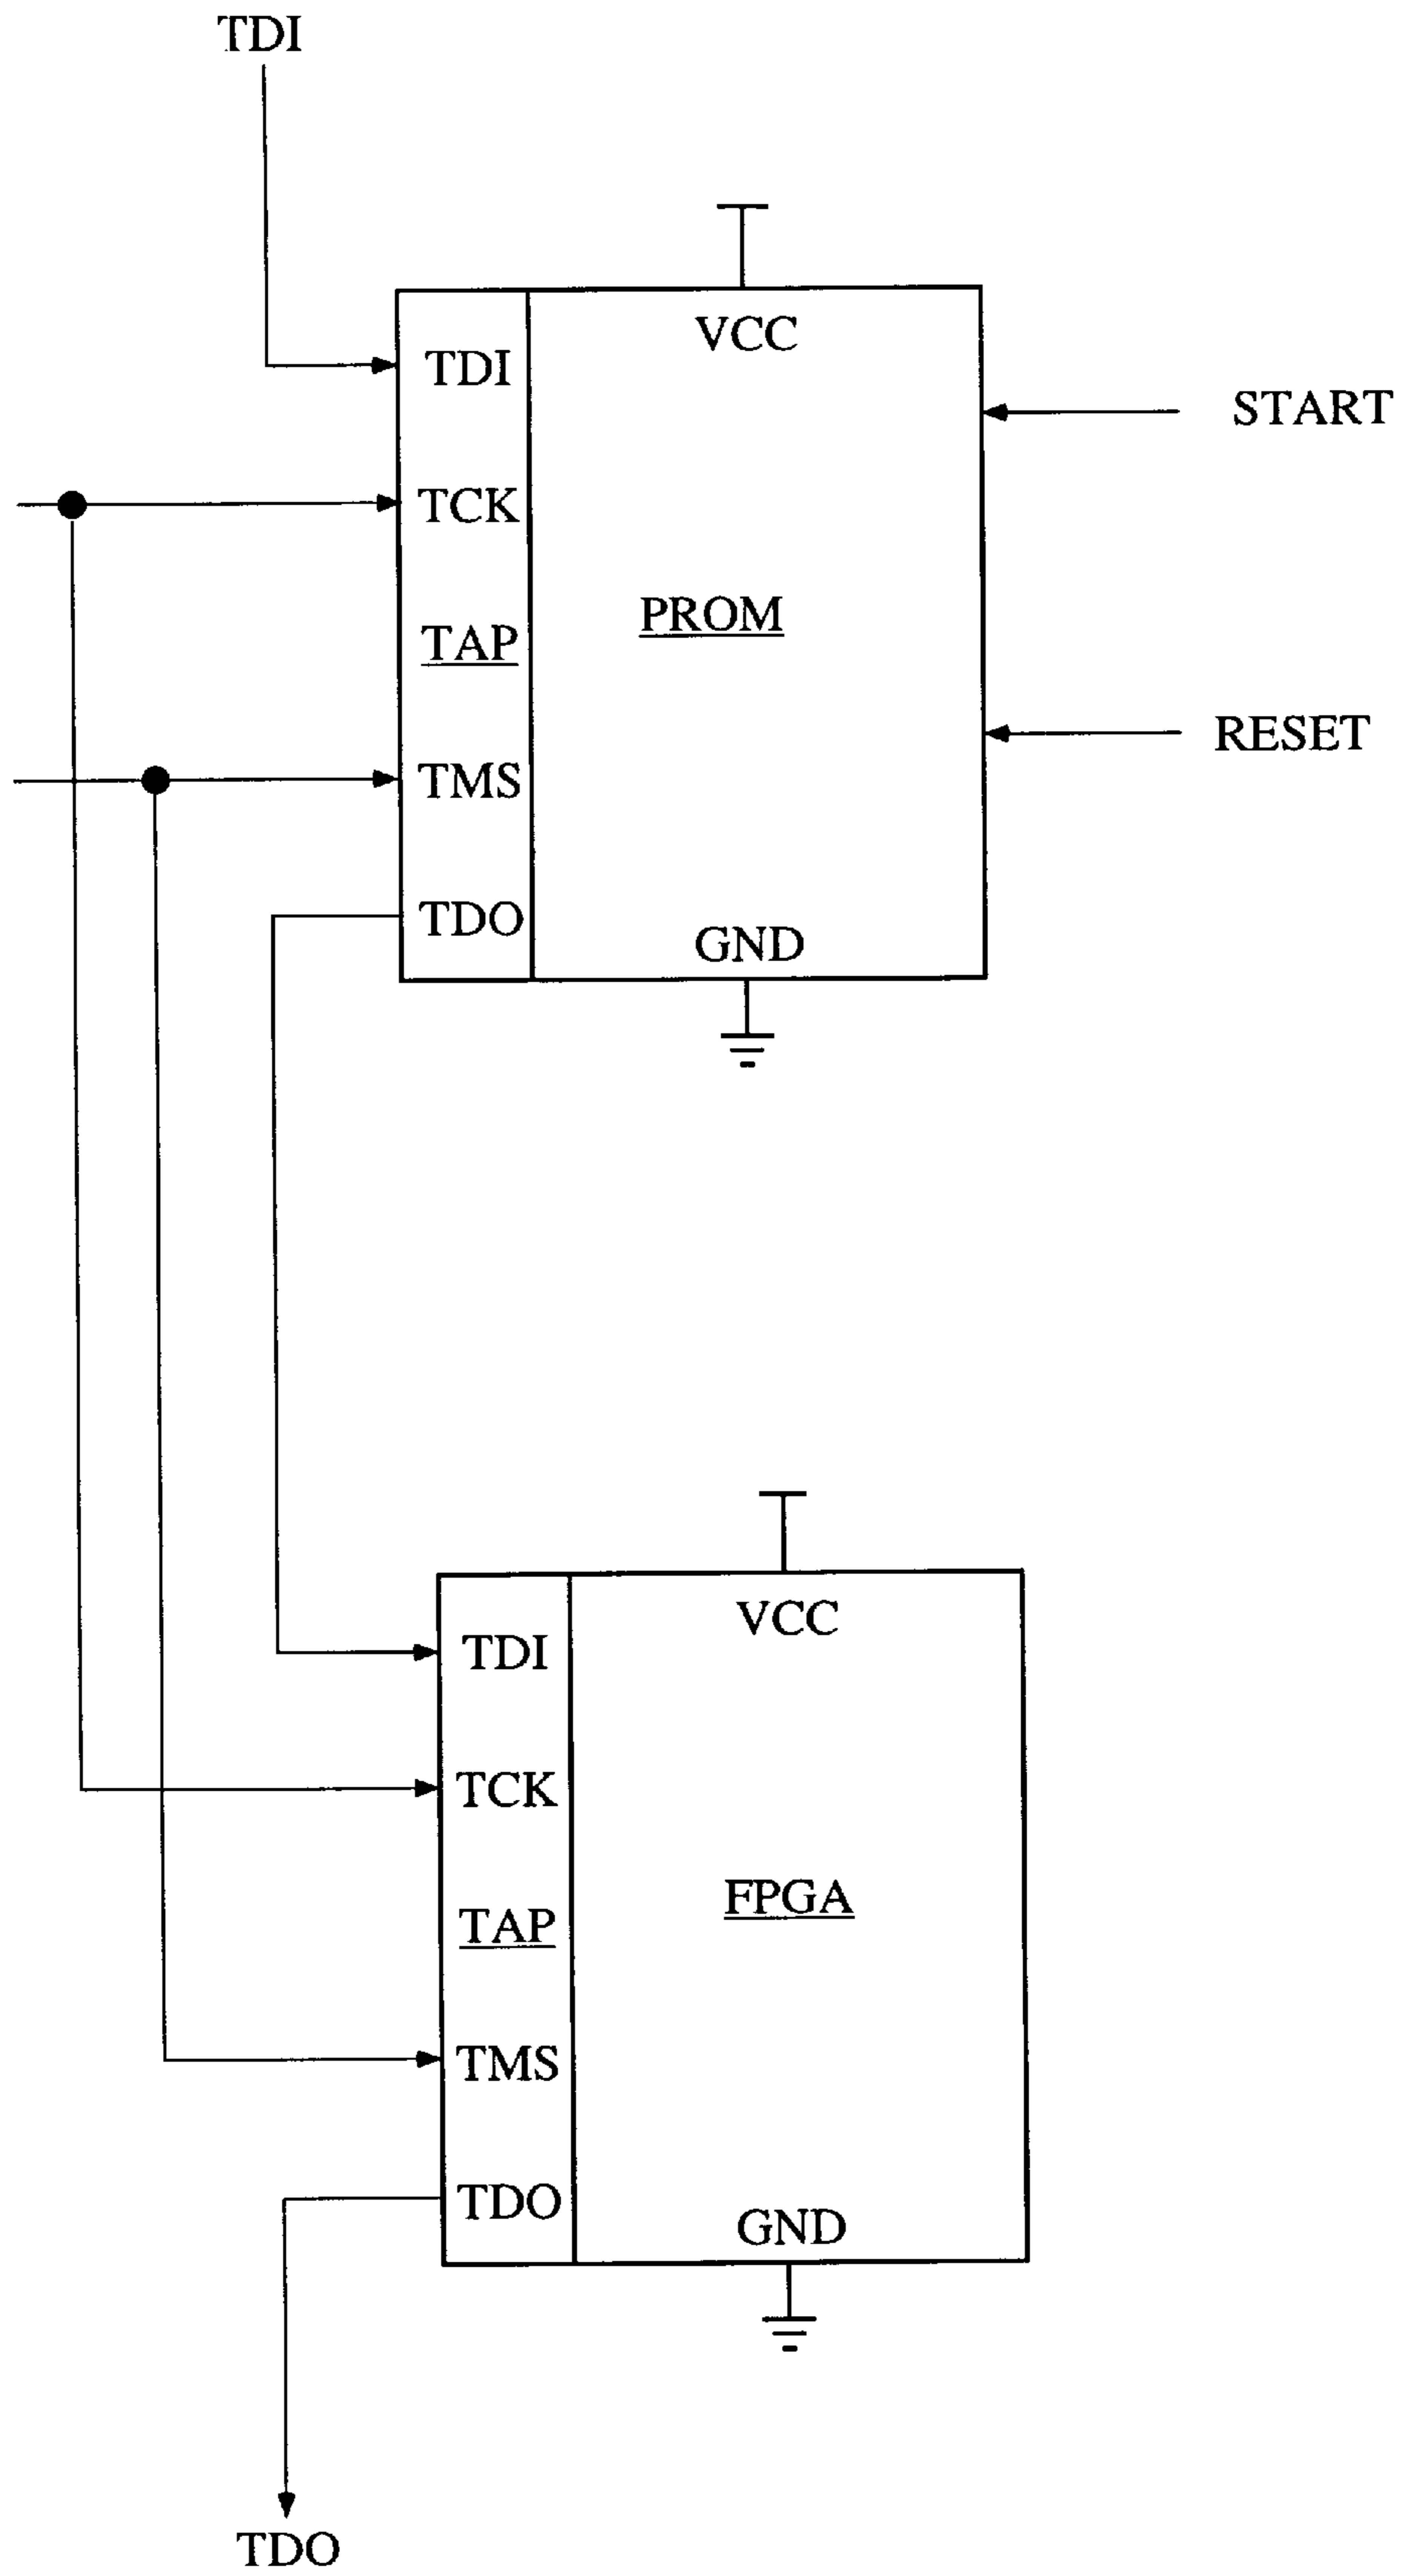 TDI
VCC
TDI
START
TCK
PROM
TAP
RESET
TMS
TDO
GND
VCC
TDI
TCK
FPGA
TAP
TMS
TDO
GND
TDO